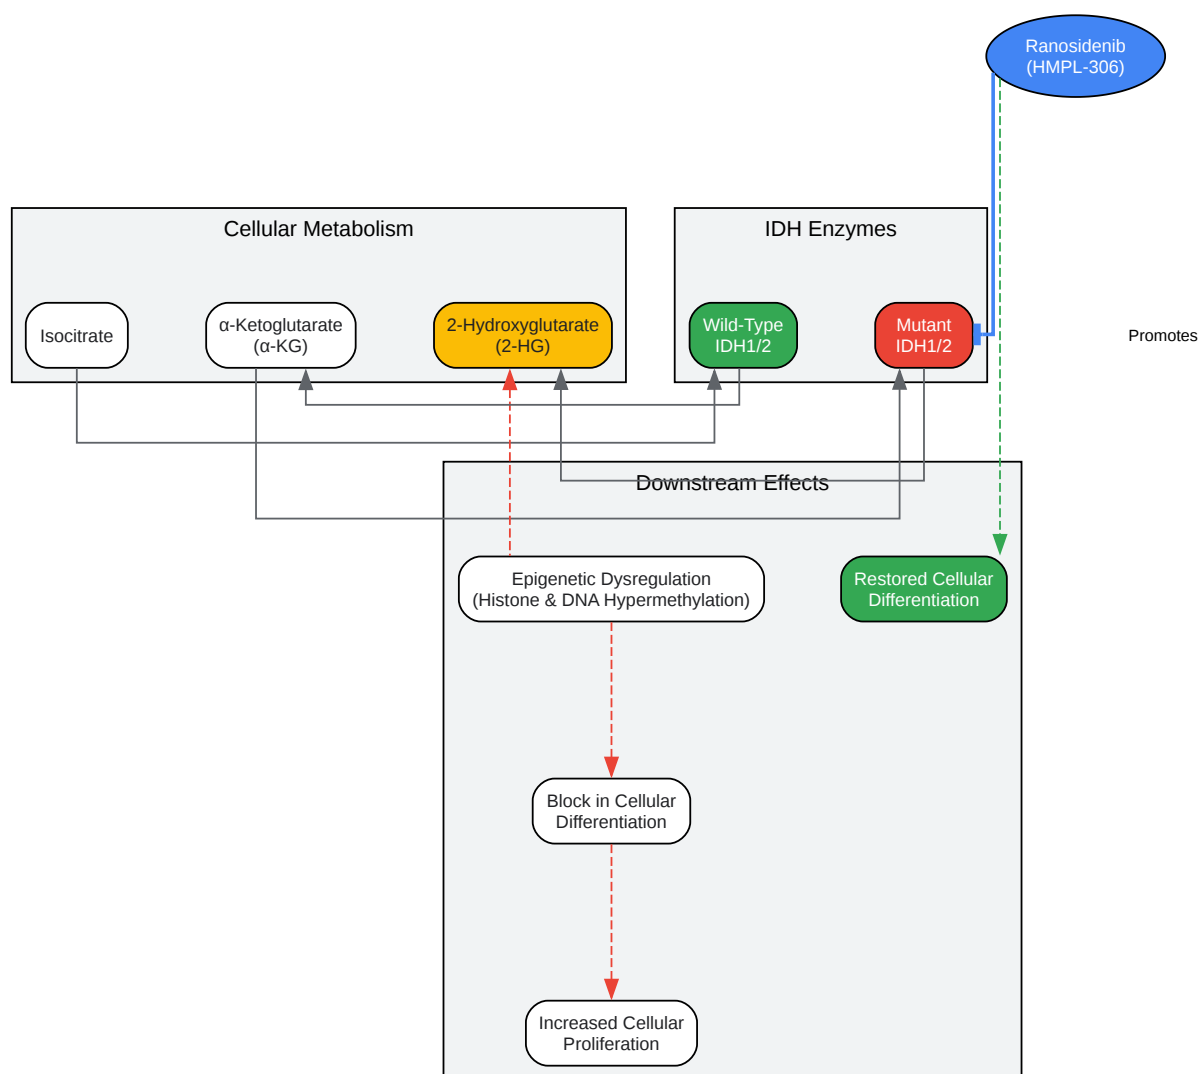 Ranosidenib
(HMPL-306)
Cellular Metabolism
IDH Enzymes
Isocitrate
α-Ketoglutarate
(α-KG)
2-Hydroxyglutarate
(2-HG)
Wild-Type
IDH1/2
Mutant
IDH1/2
Promotes
Downstream Effects
Epigenetic Dysregulation
(Histone & DNA Hypermethylation)
Restored Cellular
Differentiation
Block in Cellular
Differentiation
Increased Cellular
Proliferation